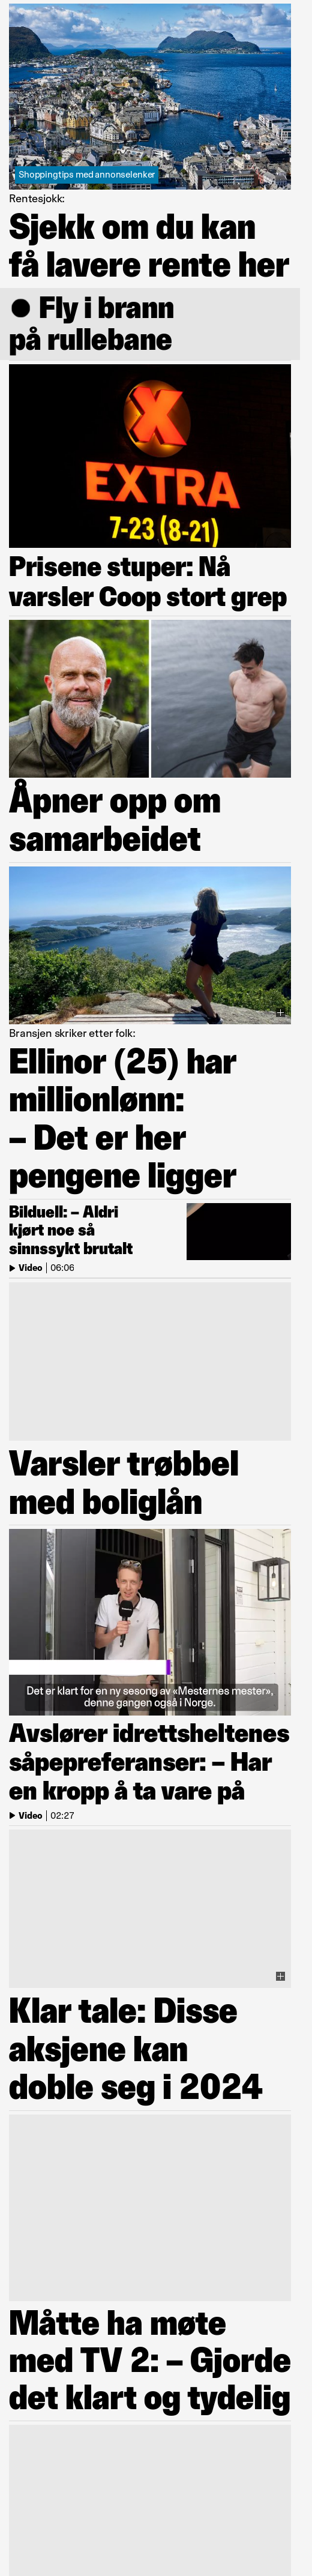 Shoppingtips med annonselenker
Rentesjokk:
Sjekk om du kan
få lavere rente her
Fly i brann
på rullebane
X
EXTRA
7-23 (8-21)
Prisene stuper: Nå
varsler Coop stort grep
Åpner opp om
samarbeidet
Bransjen skriker etter folk:
Ellinor (25) har
millionlønn:
– Det er her
pengene ligger
Bilduell: – Aldri
kjørt noe så
sinnssykt brutalt
Video | 06:06
Varsler trøbbel
med boliglån
Det er klart for en ny sesong av «Mesternes mester»,
denne gangen også i Norge.
Avslører idrettsheltenes
såpepreferanser: – Har
en kropp å ta vare på
Video | 02:27
Klar tale: Disse
aksjene kan
doble seg i 2024
Måtte ha møte
med TV 2: – Gjorde
det klart og tydelig